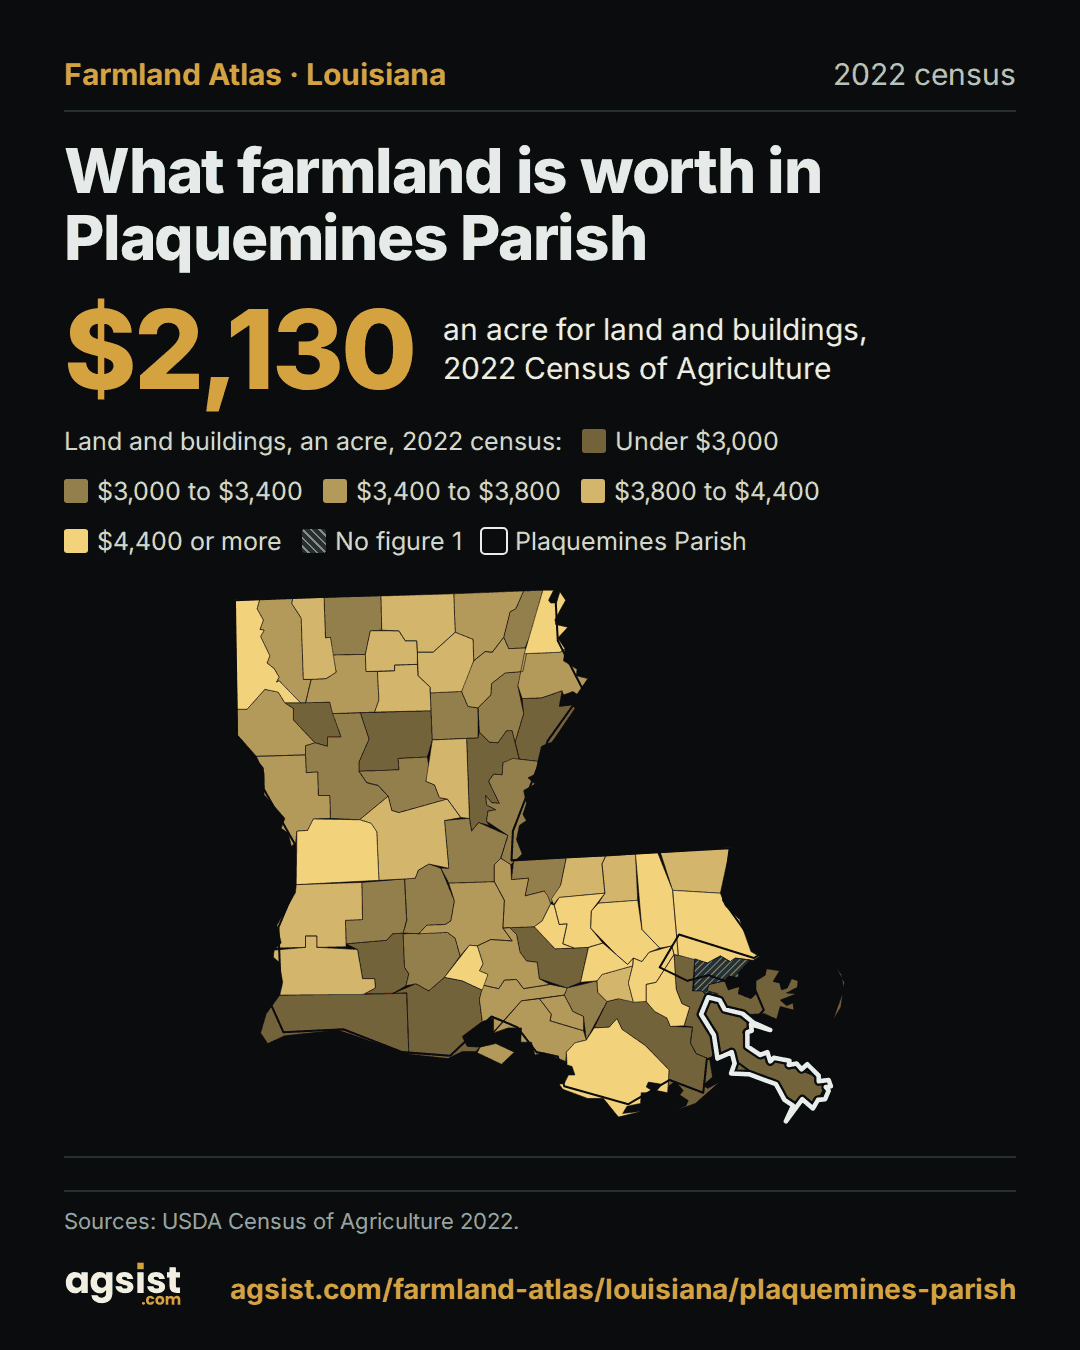 Farmland Atlas · Louisiana
2022 census
What farmland is worth in
Plaquemines Parish
$2,130
an acre for land and buildings,
2022 Census of Agriculture
Land and buildings, an acre, 2022 census: Under $3,000
$3,000 to $3,400 $3,400 to $3,800 $3,800 to $4,400
$4,400 or more No figure 1 Plaquemines Parish
Sources: USDA Census of Agriculture 2022.
agsist
.com
agsist.com/farmland-atlas/louisiana/plaquemines-parish